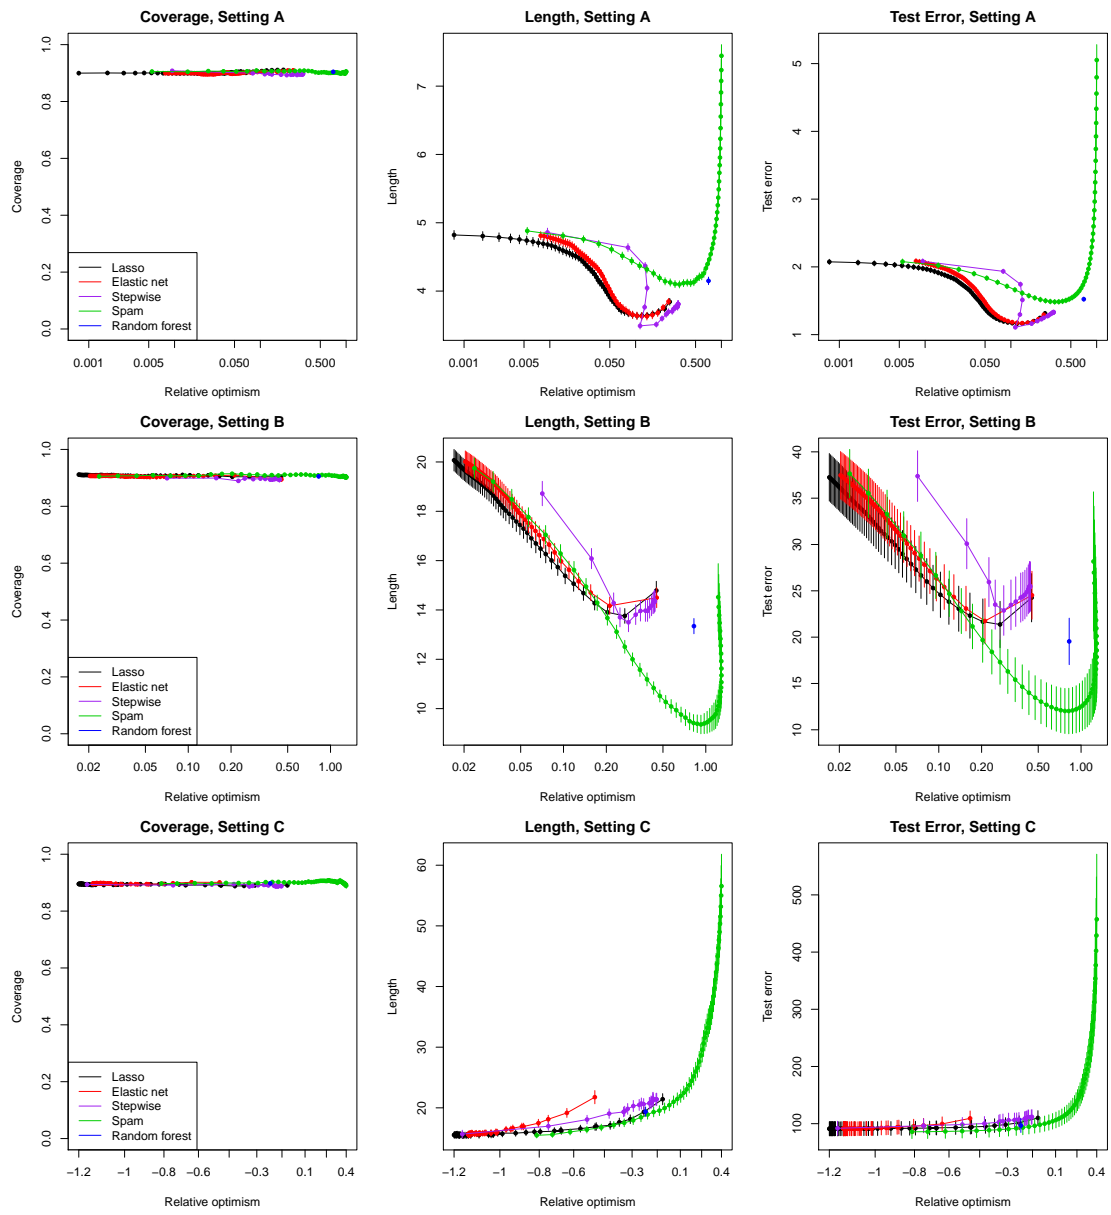 Coverage, Setting A
Coverage
0.0 0.2 0.4 0.6 0.8 1.0
Lasso
Elastic net
Stepwise
Spam
Random forest
0.001 0.005 0.050 0.500
Relative optimism
Length, Setting A
Length
4 5 6 7
0.001 0.005 0.050 0.500
Relative optimism
Test Error, Setting A
Test error
1 2 3 4 5
0.001 0.005 0.050 0.500
Relative optimism
Coverage, Setting B
Coverage
0.0 0.2 0.4 0.6 0.8 1.0
Lasso
Elastic net
Stepwise
Spam
Random forest
0.02 0.05 0.10 0.20 0.50 1.00
Relative optimism
Length, Setting B
Length
10 12 14 16 18 20
0.02 0.05 0.10 0.20 0.50 1.00
Relative optimism
Test Error, Setting B
Test error
10 15 20 25 30 35 40
0.02 0.05 0.10 0.20 0.50 1.00
Relative optimism
Coverage, Setting C
Coverage
0.0 0.2 0.4 0.6 0.8 1.0
Lasso
Elastic net
Stepwise
Spam
Random forest
−1.2 −1 −0.8 −0.6 −0.3 0.1 0.4
Relative optimism
Length, Setting C
Length
20 30 40 50 60
−1.2 −1 −0.8 −0.6 −0.3 0.1 0.4
Relative optimism
Test Error, Setting C
Test error
100 200 300 400 500
−1.2 −1 −0.8 −0.6 −0.3 0.1 0.4
Relative optimism